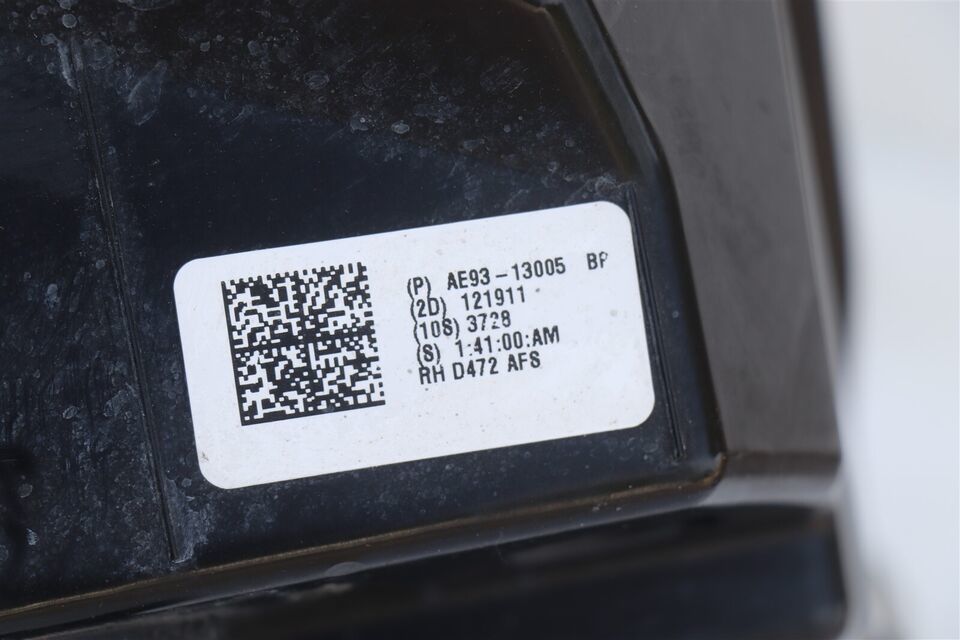 (P) AE93-13005 BP
(2D) 121911
(10S) 3728
(S) 1:41:00:AM
RH D472 AFS